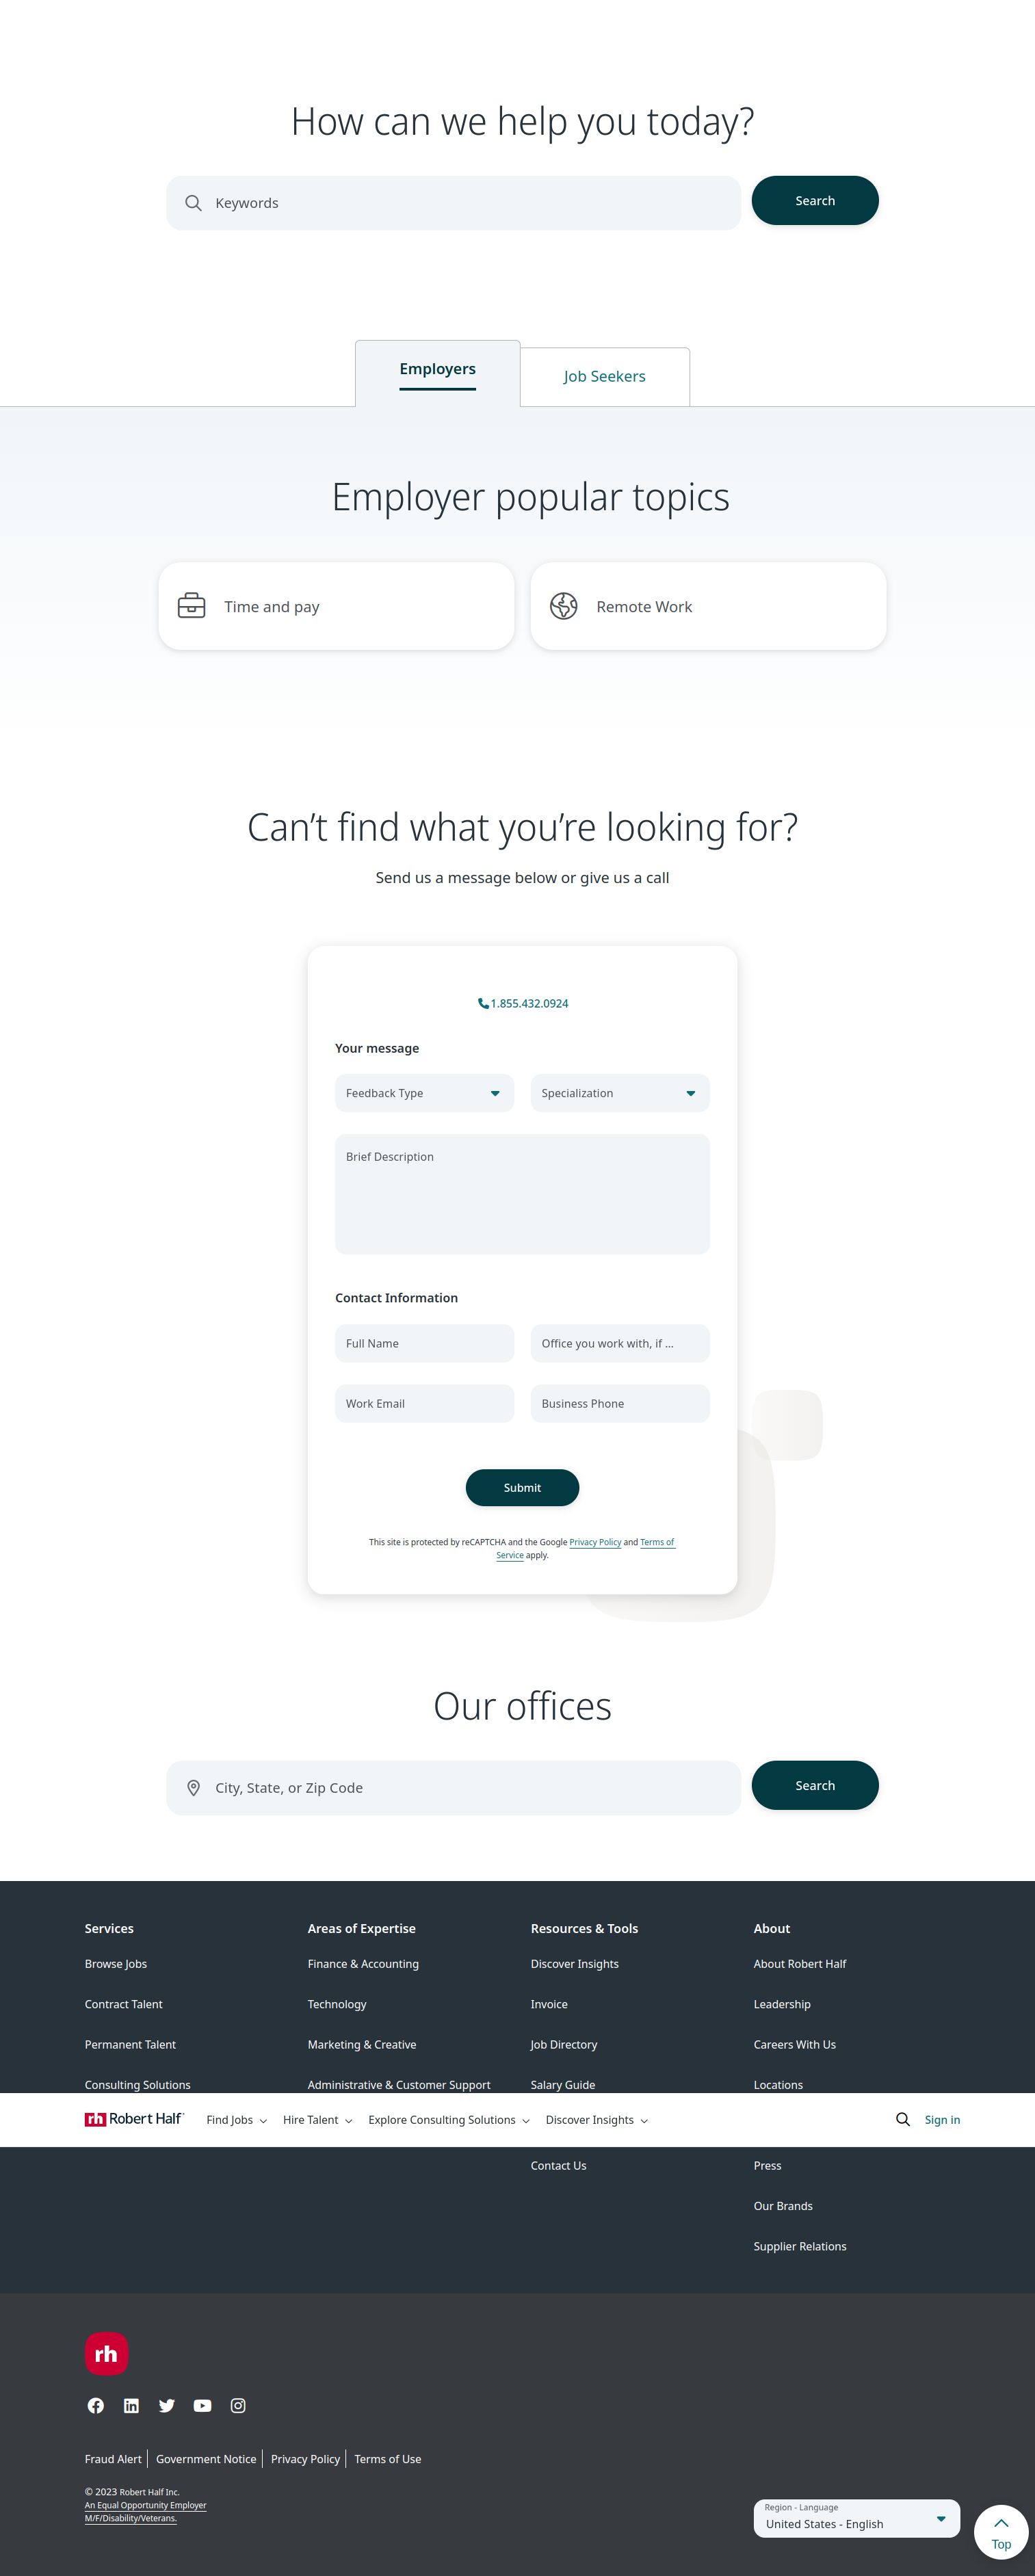 How can we help you today?
Keywords
Search
Employers
Job Seekers
Employer popular topics
Time and pay
Remote Work
Can’t find what you’re looking for?
Send us a message below or give us a call
1.855.432.0924
Your message
Feedback Type
Specialization
Brief Description
Contact Information
Full Name
Office you work with, if ...
Work Email
Business Phone
Submit
This site is protected by reCAPTCHA and the Google Privacy Policy and Terms of
Service apply.
Our offices
City, State, or Zip Code
Search
Services
Browse Jobs
Contract Talent
Permanent Talent
Consulting Solutions
Areas of Expertise
Finance & Accounting
Technology
Marketing & Creative
Administrative & Customer Support
Resources & Tools
Discover Insights
Invoice
Job Directory
Salary Guide
About
About Robert Half
Leadership
Careers With Us
Locations
rh Robert Half
Find Jobs
Hire Talent
Explore Consulting Solutions
Discover Insights
Sign in
Contact Us
Press
Our Brands
Supplier Relations
rh
Fraud Alert
Government Notice
Privacy Policy
Terms of Use
© 2023 Robert Half Inc.
An Equal Opportunity Employer
M/F/Disability/Veterans.
Region - Language
United States - English
Top